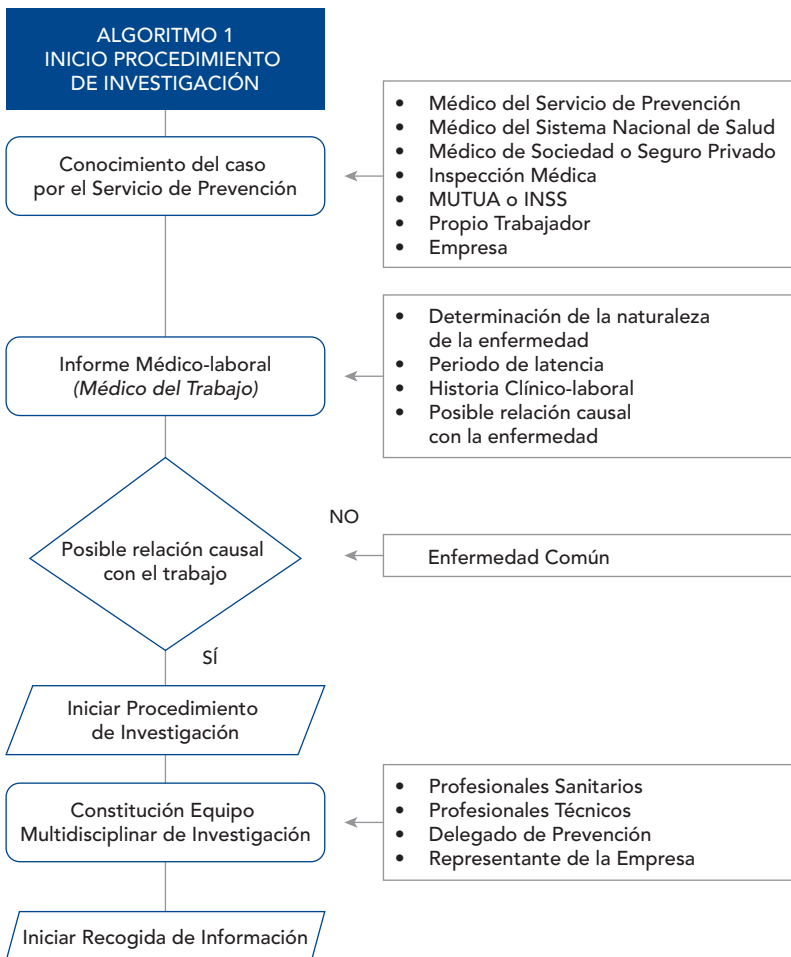 ALGORITMO 1
INICIO PROCEDIMIENTO
DE INVESTIGACIÓN
Conocimiento del caso
por el Servicio de Prevención
• Médico del Servicio de Prevención
• Médico del Sistema Nacional de Salud
• Médico de Sociedad o Seguro Privado
• Inspección Médica
• MUTUA o INSS
• Propio Trabajador
• Empresa
Informe Médico-laboral
(Médico del Trabajo)
• Determinación de la naturaleza
de la enfermedad
• Periodo de latencia
• Historia Clínico-laboral
• Posible relación causal
con la enfermedad
Posible relación causal
con el trabajo
NO
Enfermedad Común
SÍ
Iniciar Procedimiento
de Investigación
Constitución Equipo
Multidisciplinar de Investigación
• Profesionales Sanitarios
• Profesionales Técnicos
• Delegado de Prevención
• Representante de la Empresa
Iniciar Recogida de Información